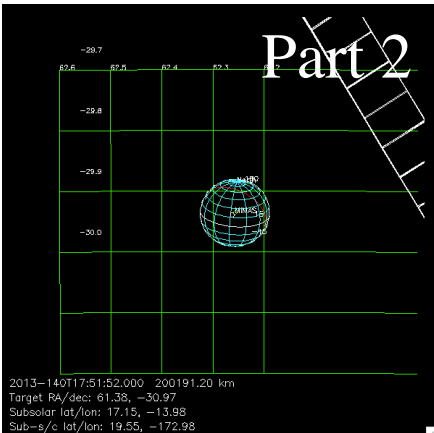 Part 2
-29.7
62.6 62.5 62.4 62.3
-29.8
-29.9
MIMAS
-30.0
2013-140T17:51:52.000 200191.20 km
Target RA/dec: 61.38, -30.97
Subsolar lat/lon: 17.15, -13.98
Sub-s/c lat/lon: 19.55, -172.98